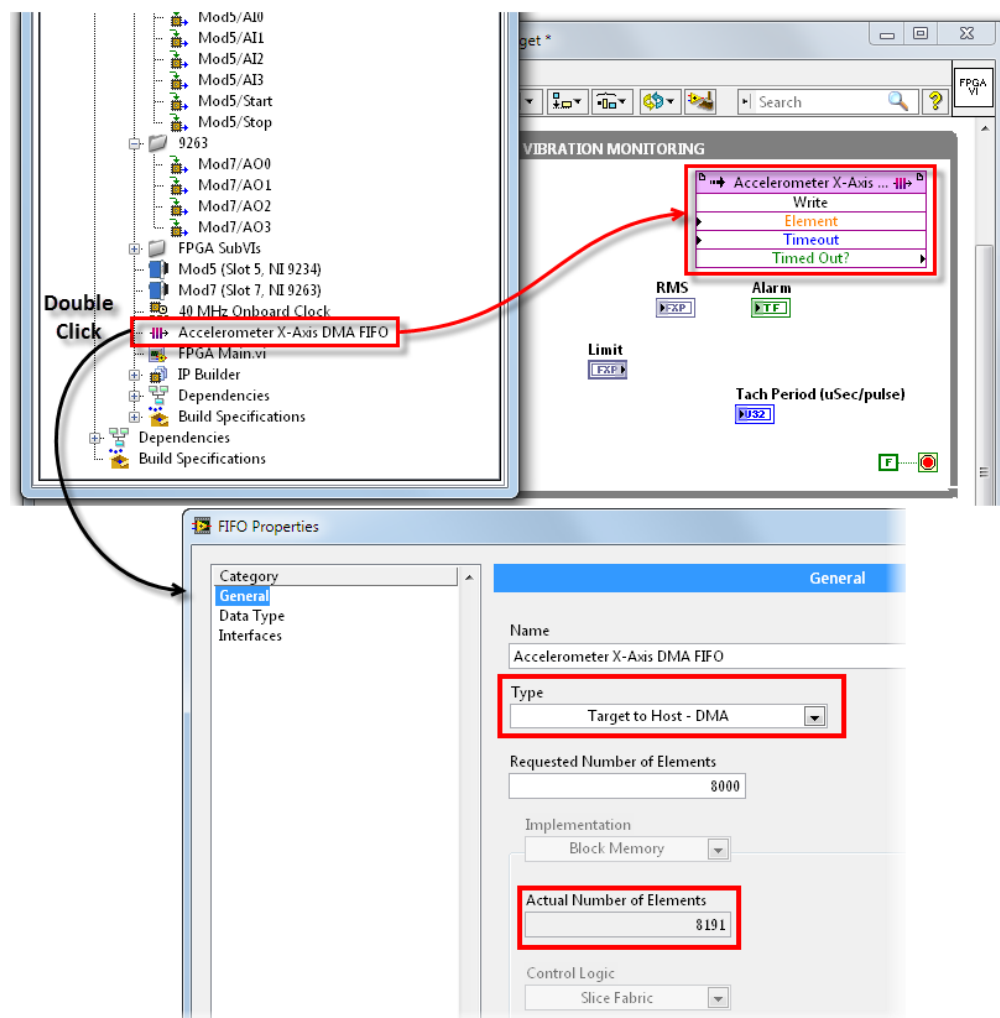 Mod5/AI0
Mod5/AI1
Mod5/AI2
Mod5/AI3
Mod5/Start
Mod5/Stop
9263
Mod7/AO0
Mod7/AO1
Mod7/AO2
Mod7/AO3
FPGA SubVIs
Mod5 (Slot 5, NI 9234)
Mod7 (Slot 7, NI 9263)
40 MHz Onboard Clock
Accelerometer X-Axis DMA FIFO
FPGA Main.vi
IP Builder
Dependencies
Build Specifications
Dependencies
Build Specifications
Double
Click
get *
Search
FPGA
VI
VIBRATION MONITORING
Accelerometer X-Axis ...
Write
Element
Timeout
Timed Out?
RMS
FXP
Alarm
TF
Limit
FXP
Tach Period (uSec/pulse)
U32
F
FIFO Properties
Category
General
Data Type
Interfaces
General
Name
Accelerometer X-Axis DMA FIFO
Type
Target to Host - DMA
Requested Number of Elements
8000
Implementation
Block Memory
Actual Number of Elements
8191
Control Logic
Slice Fabric